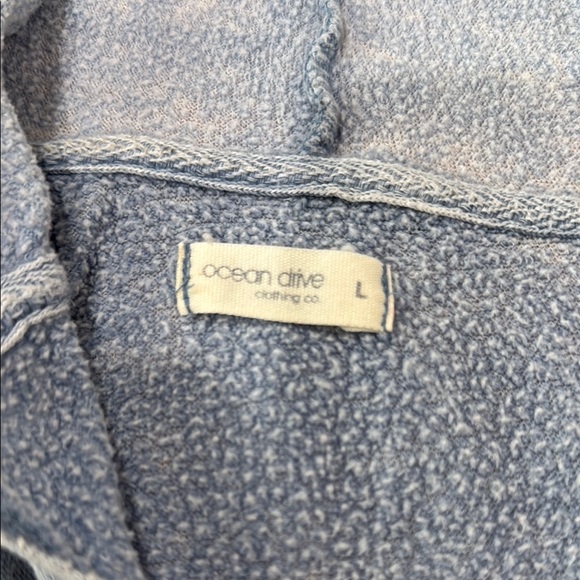 ocean drive
clothing co.
L